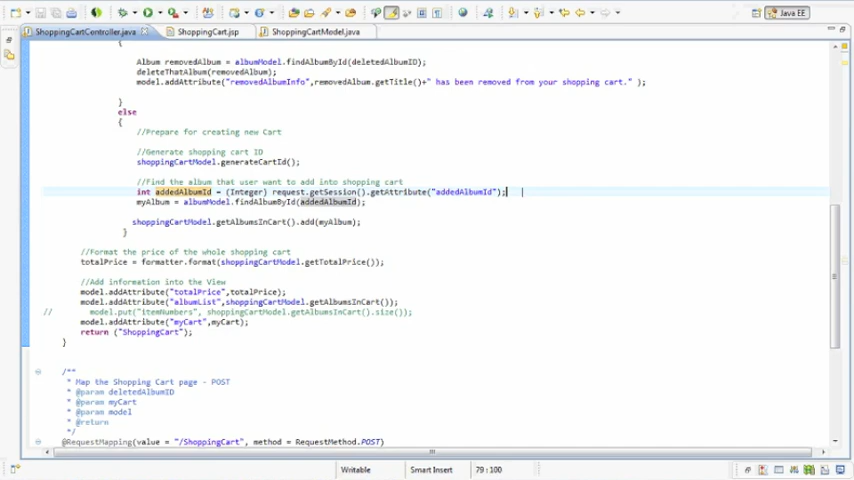 Java EE
ShoppingCartController.java ShoppingCart.jsp ShoppingCartModel.java
{
Album removedAlbum = albumModel.findAlbumById(deletedAlbumID);
deleteThatAlbum(removedAlbum);
model.addAttribute("removedAlbumInfo",removedAlbum.getTitle()+" has been removed from your shopping cart." );
}
else
{
//Prepare for creating new Cart
//Generate shopping cart ID
shoppingCartModel.generateCartId();
//Find the album that user want to add into shopping cart
int addedAlbumId = (Integer) request.getSession().getAttribute("addedAlbumId");
myAlbum = albumModel.findAlbumById(addedAlbumId);
shoppingCartModel.getAlbumsInCart().add(myAlbum);
}
//Format the price of the whole shopping cart
totalPrice = formatter.format(shoppingCartModel.getTotalPrice());
//Add information into the View
model.addAttribute("totalPrice",totalPrice);
model.addAttribute("albumList",shoppingCartModel.getAlbumsInCart());
// model.put("itemNumbers", shoppingCartModel.getAlbumsInCart().size());
model.addAttribute("myCart",myCart);
return ("ShoppingCart");
}
/**
* Map the Shopping Cart page - POST
* @param deletedAlbumID
* @param myCart
* @param model
* @return
*/
@RequestMapping(value = "/ShoppingCart", method = RequestMethod.POST)
Writable Smart Insert 79 : 100